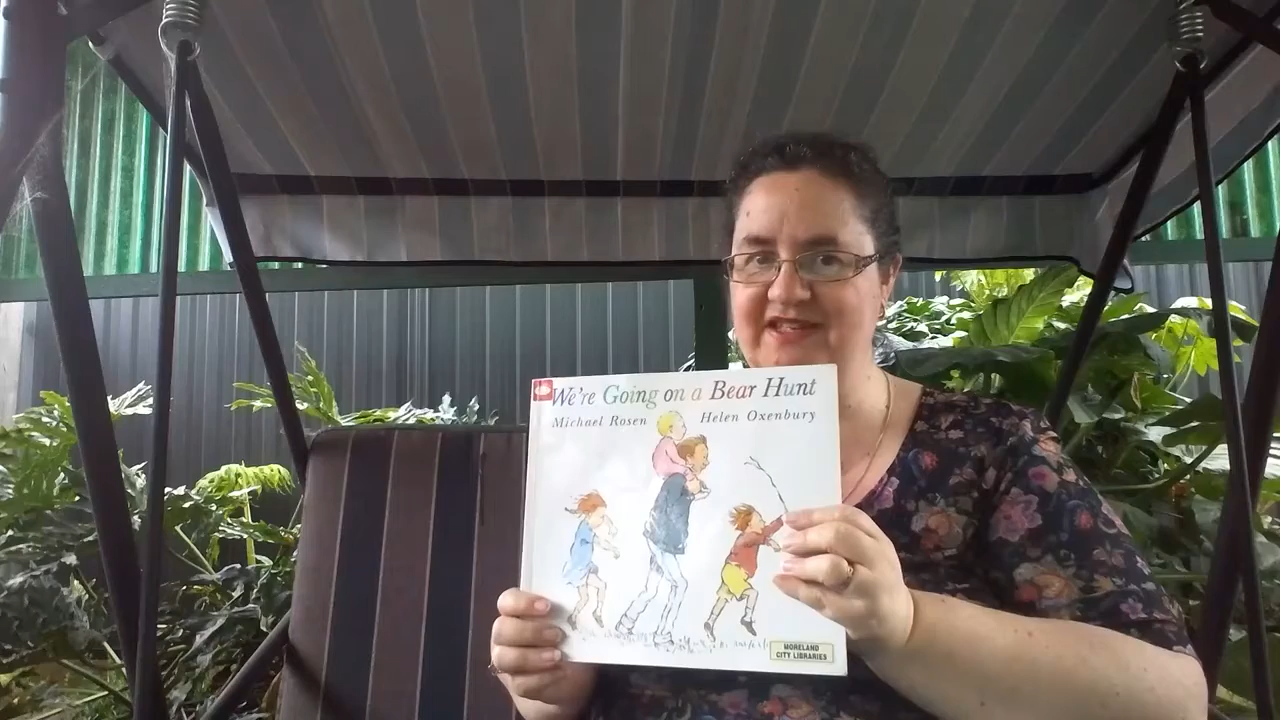 We're Going on a Bear Hunt
Michael Rosen Helen Oxenbury
MORELAND
CITY LIBRARIES